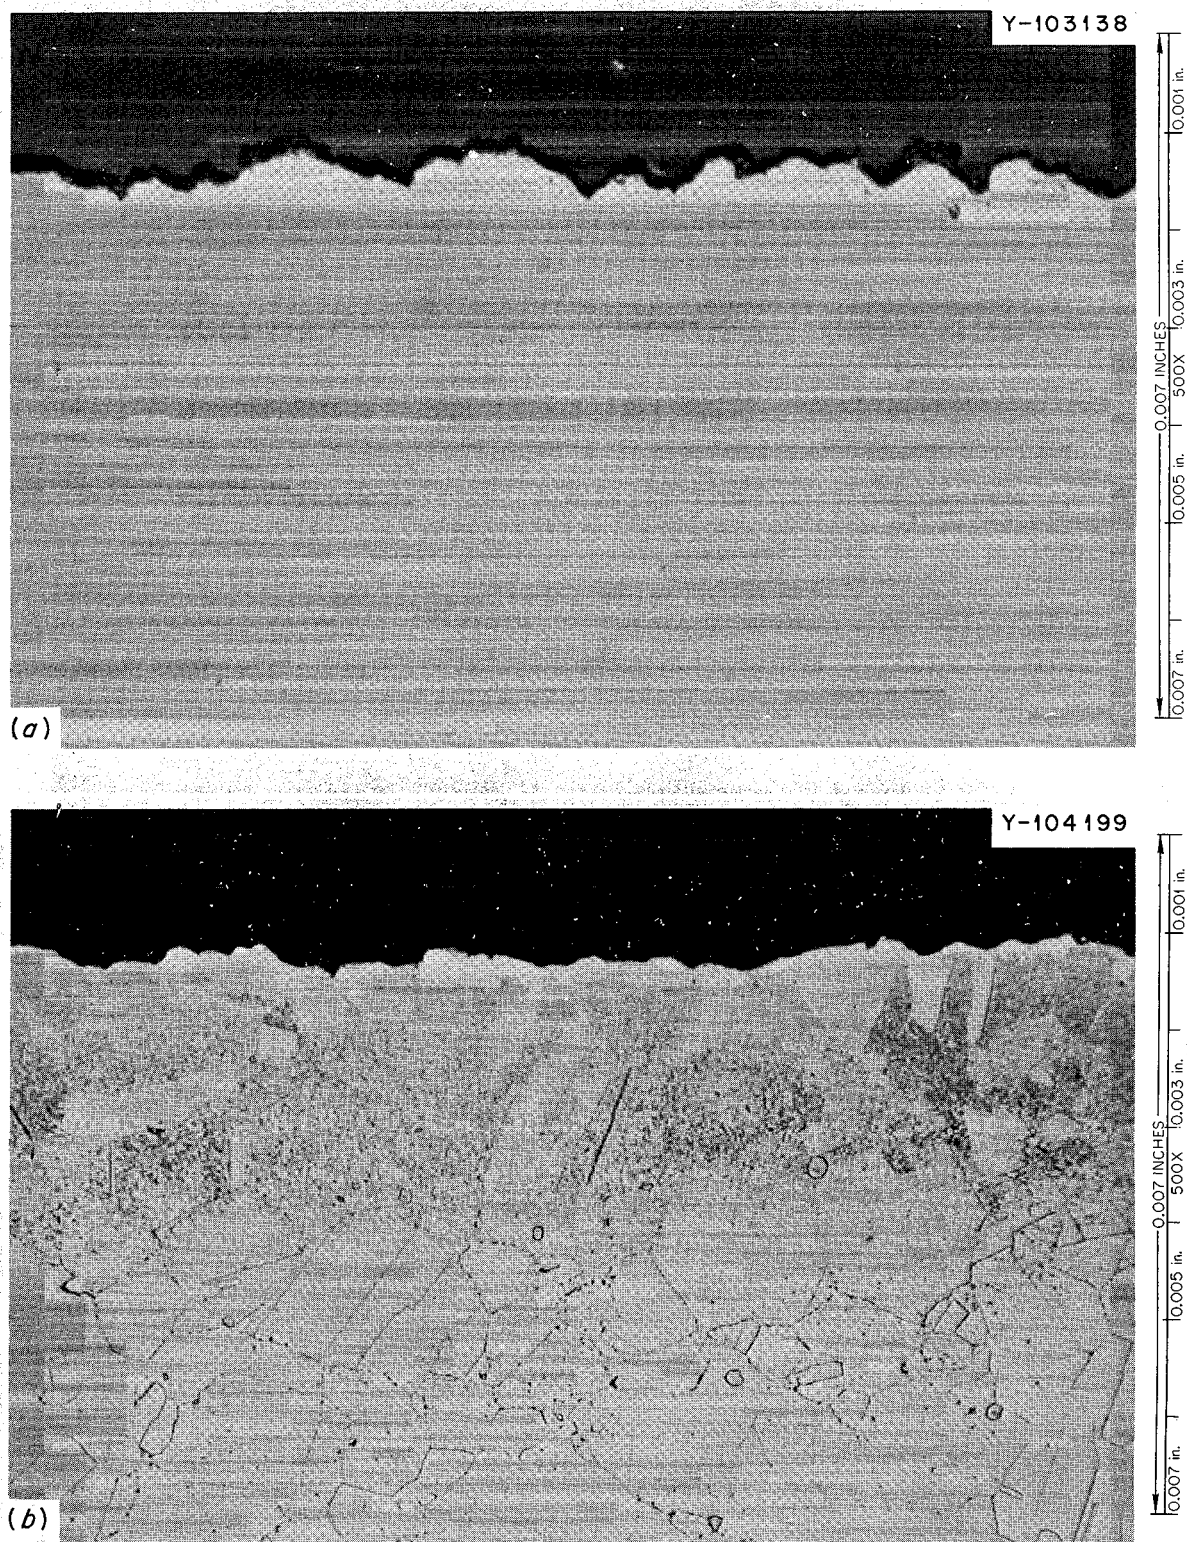 Y-103138
0.001 in.
0.003 in.
0.007 INCHES
500X
0.005 in.
0.007 in.
(a)
Y-104199
0.001 in.
0.003 in.
0.007 INCHES
500X
0.005 in.
0.007 in.
(b)